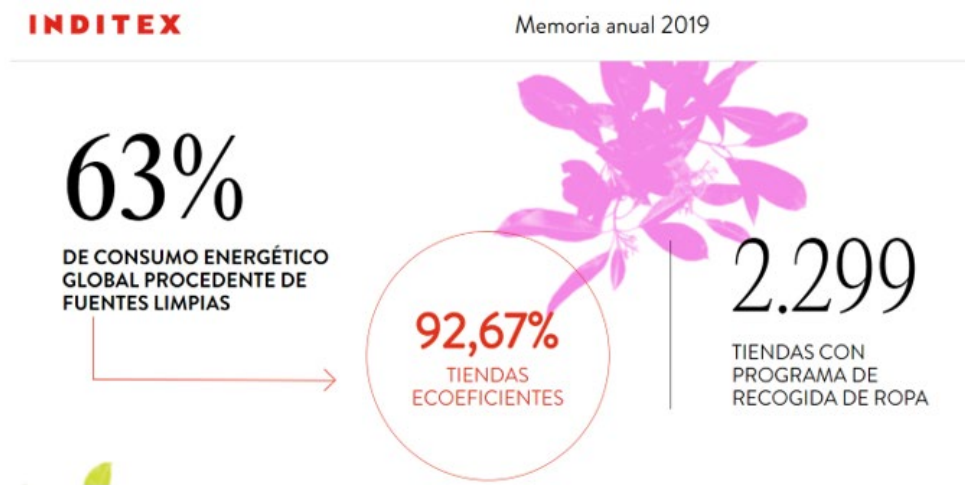 INDITEX
Memoria anual 2019
63%
DE CONSUMO ENERGÉTICO
GLOBAL PROCEDENTE DE
FUENTES LIMPIAS
92,67%
TIENDAS
ECOEFICIENTES
2.299
TIENDAS CON
PROGRAMA DE
RECOGIDA DE ROPA